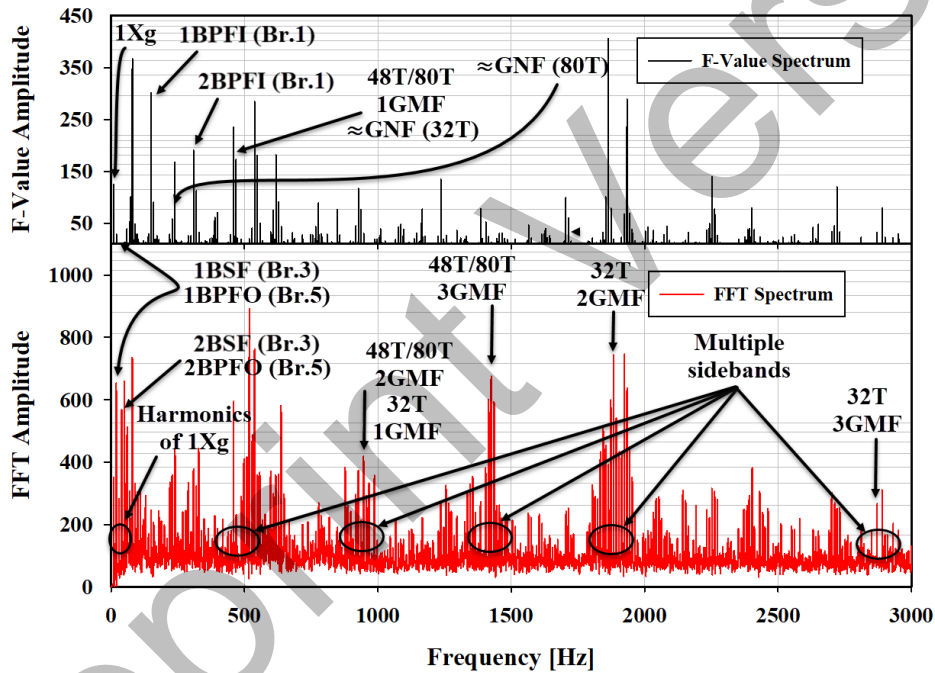 450
350
250
150
50
F-Value Amplitude
1Xg
1BPFI (Br.1)
2BPFI (Br.1)
48T/80T
1GMF
≈GNF (32T)
≈GNF (80T)
F-Value Spectrum
1000
800
600
400
200
0
FFT Amplitude
1BSF (Br.3)
1BPFO (Br.5)
2BSF (Br.3)
2BPFO (Br.5)
Harmonics
of 1Xg
48T/80T
2GMF
32T
1GMF
48T/80T
3GMF
32T
2GMF
FFT Spectrum
Multiple
sidebands
32T
3GMF
0 500 1000 1500 2000 2500 3000
Frequency [Hz]